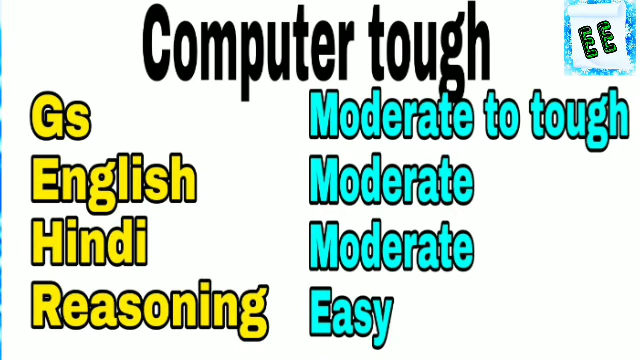 Computer tough
EE
Gs Moderate to tough
English Moderate
Hindi Moderate
Reasoning Easy